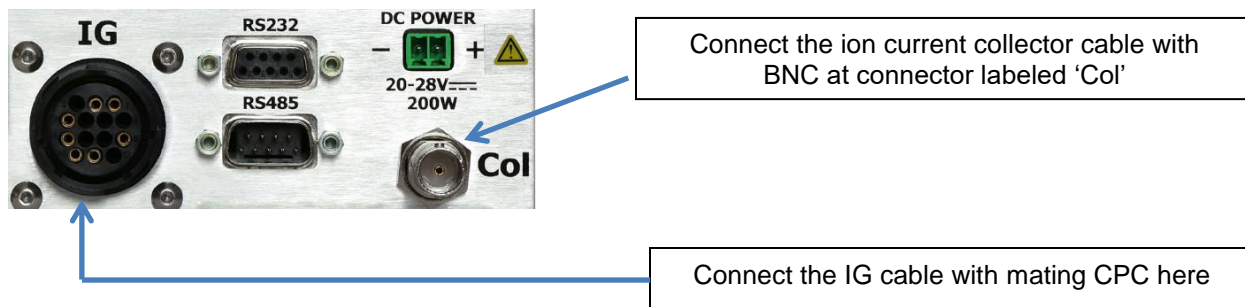 IG
RS232
DC POWER
- +
20-28V
200W
RS485
Col
Connect the ion current collector cable with
BNC at connector labeled ‘Col’
Connect the IG cable with mating CPC here